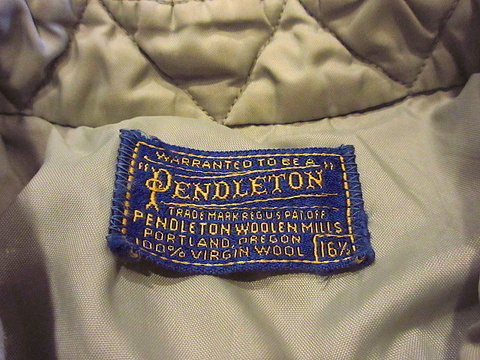 WARRANTED TO BE A
"PENDLETON"
TRADE MARK REG U.S. PAT. OFF
PENDLETON WOOLEN MILLS
PORTLAND, OREGON
100% VIRGIN WOOL 16½